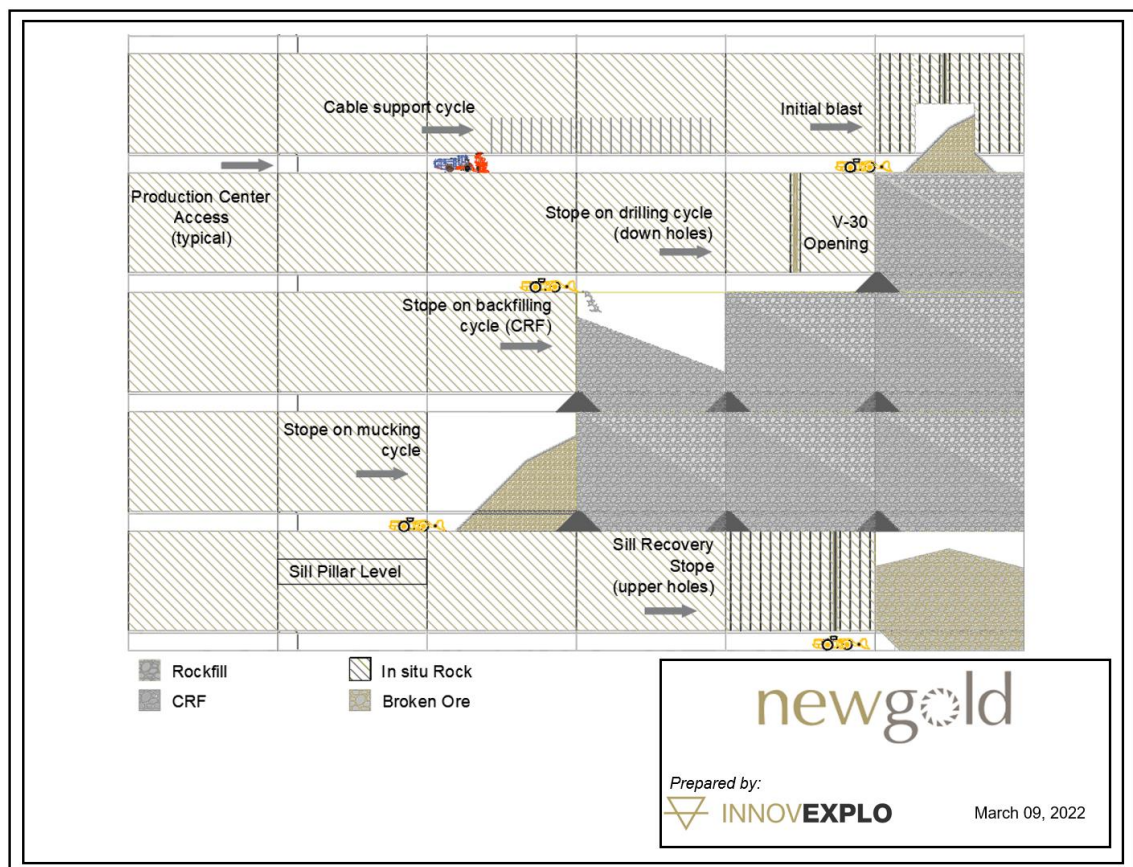 Cable support cycle
Initial blast
Production Center
Access
(typical)
Stope on drilling cycle
(down holes)
V-30
Opening
Stope on backfilling
cycle (CRF)
Stope on mucking
cycle
Sill Recovery
Stope
(upper holes)
Sill Pillar Level
Rockfill
In situ Rock
CRF
Broken Ore
newgold
Prepared by:
INNOVEXPLO
March 09, 2022